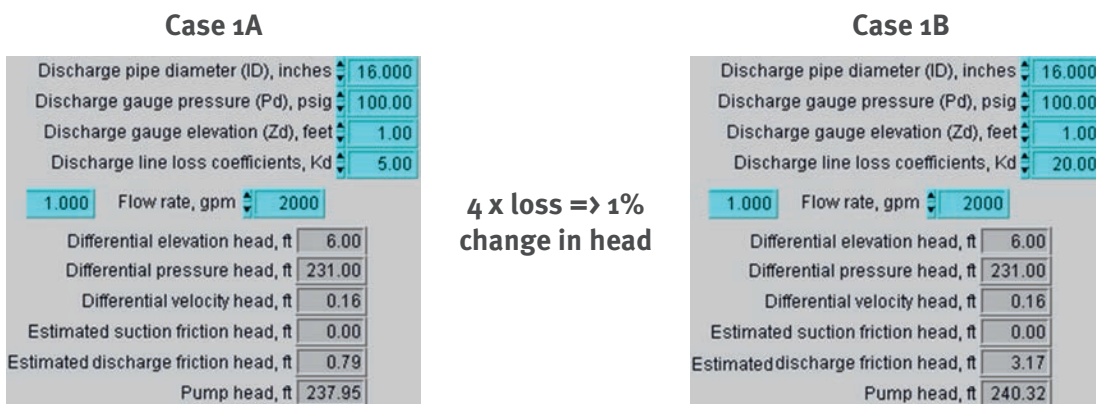 Case 1A
Discharge pipe diameter (ID), inches 16.000
Discharge gauge pressure (Pd), psig 100.00
Discharge gauge elevation (Zd), feet 1.00
Discharge line loss coefficients, Kd 5.00
1.000 Flow rate, gpm 2000
Differential elevation head, ft 6.00
Differential pressure head, ft 231.00
Differential velocity head, ft 0.16
Estimated suction friction head, ft 0.00
Estimated discharge friction head, ft 0.79
Pump head, ft 237.95
4 x loss => 1%
change in head
Case 1B
Discharge pipe diameter (ID), inches 16.000
Discharge gauge pressure (Pd), psig 100.00
Discharge gauge elevation (Zd), feet 1.00
Discharge line loss coefficients, Kd 20.00
1.000 Flow rate, gpm 2000
Differential elevation head, ft 6.00
Differential pressure head, ft 231.00
Differential velocity head, ft 0.16
Estimated suction friction head, ft 0.00
Estimated discharge friction head, ft 3.17
Pump head, ft 240.32